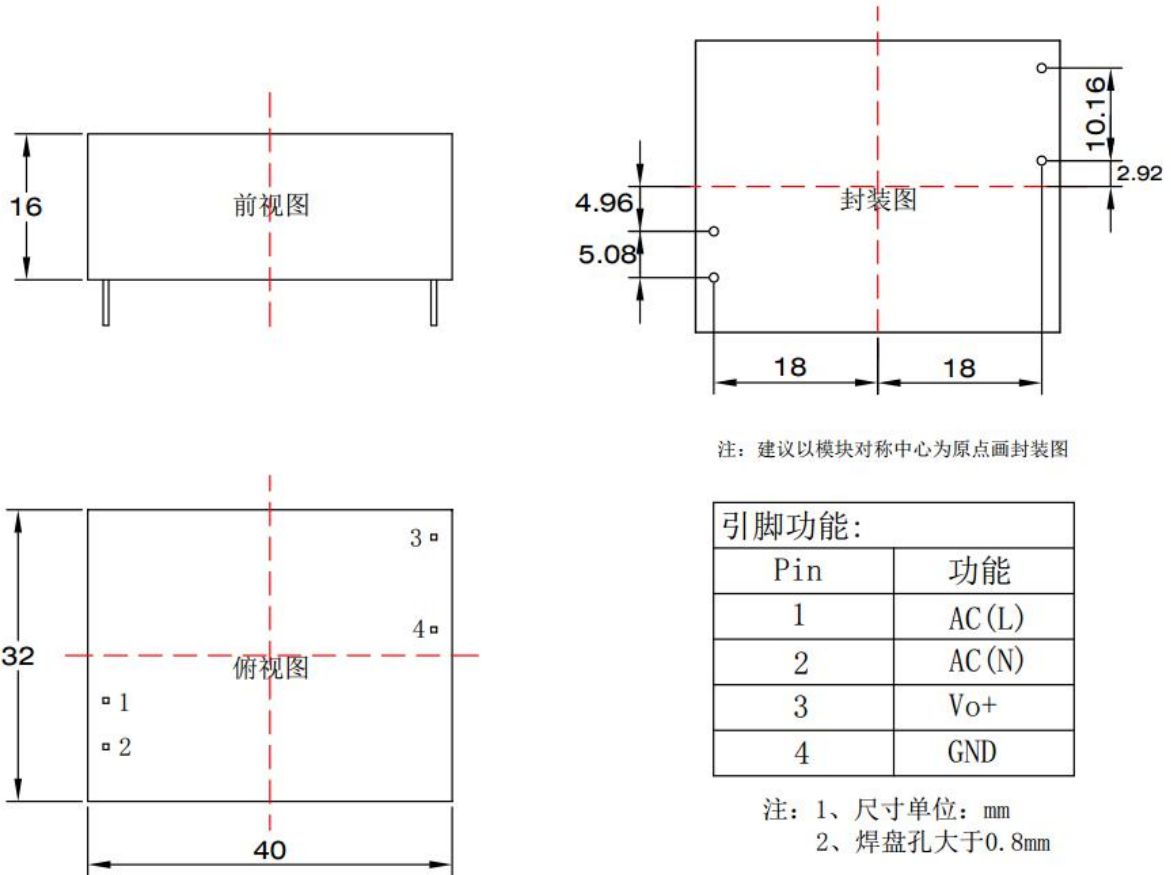 16
前视图
10.16
2.92
4.96
封装图
5.08
18
18
注：建议以模块对称中心为原点画封装图
3
4
32
俯视图
1
2
40
引脚功能:
Pin 功能
1 AC(L)
2 AC(N)
3 Vo+
4 GND
注：1、尺寸单位：mm
2、焊盘孔大于0.8mm